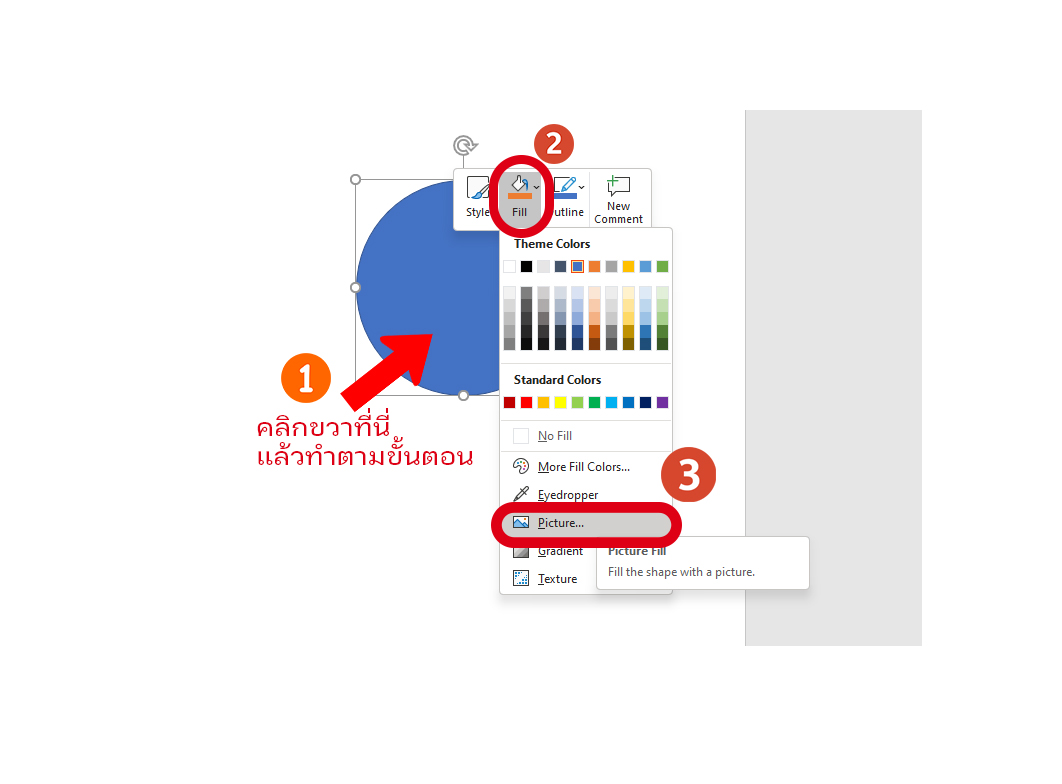 2
Style
Fill
utline
New
Comment
Theme Colors
1
คลิกขวาที่นี่
แล้วทำตามขั้นตอน
Standard Colors
No Fill
More Fill Colors...
3
Eyedropper
Picture...
Gradient
Picture Fill
Fill the shape with a picture.
Texture